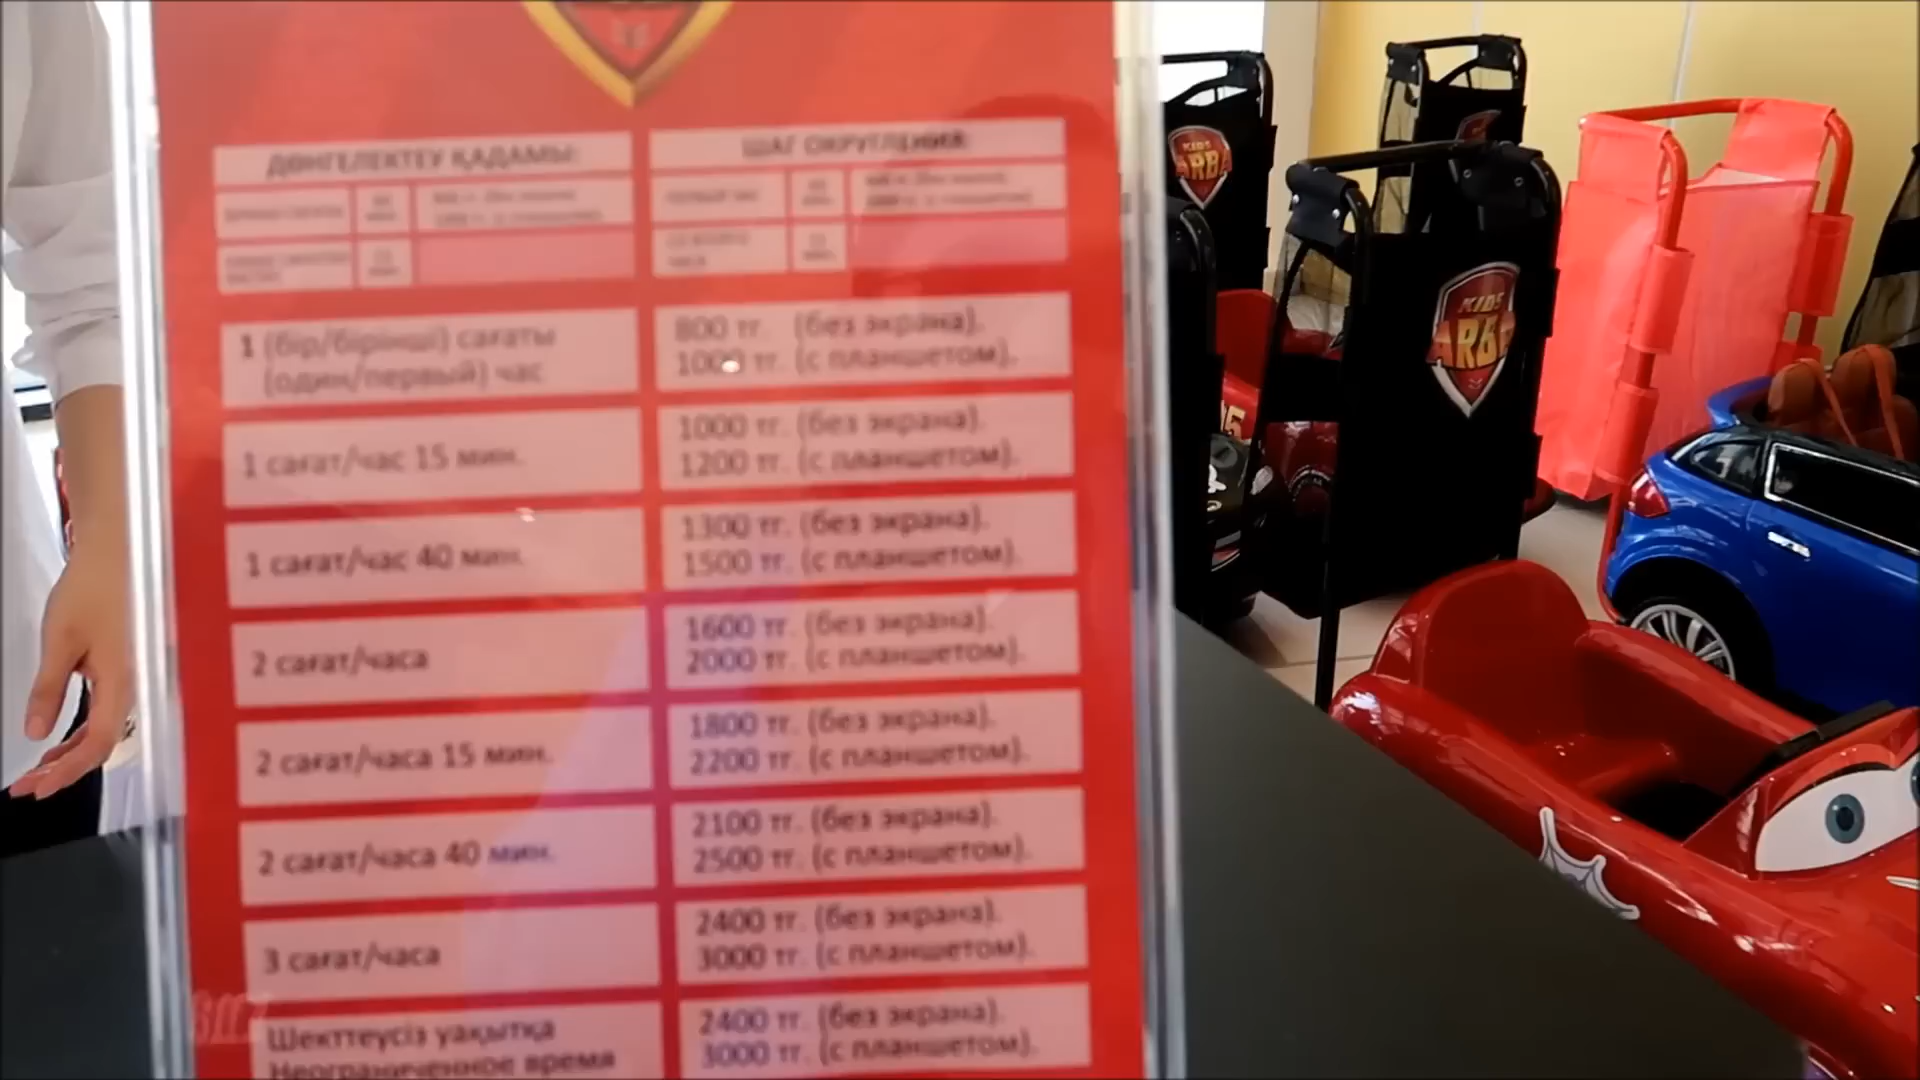 ДӨНГЕЛЕКТЕУ ҚАДАМЫ:
ШАГ ОКРУГЛЕНИЯ:
ПЕРВЫЙ ЧАС
1 (бір/бірінші) сағаты
(один/первый) час
800 тг. (без экрана).
1000 тг. (с планшетом).
1 сағат/час 15 мин.
1000 тг. (без экрана).
1200 тг. (с планшетом).
1 сағат/час 40 мин.
1300 тг. (без экрана).
1500 тг. (с планшетом).
2 сағат/часа
1600 тг. (без экрана).
2000 тг. (с планшетом).
2 сағат/часа 15 мин.
1800 тг. (без экрана).
2200 тг. (с планшетом).
2 сағат/часа 40 мин.
2100 тг. (без экрана).
2500 тг. (с планшетом).
3 сағат/часа
2400 тг. (без экрана).
3000 тг. (с планшетом).
Шекттеусіз уақытқа
Неограниченное время
2400 тг. (без экрана).
3000 тг. (с планшетом).
KIDS
ARBA
KIDS
ARBA